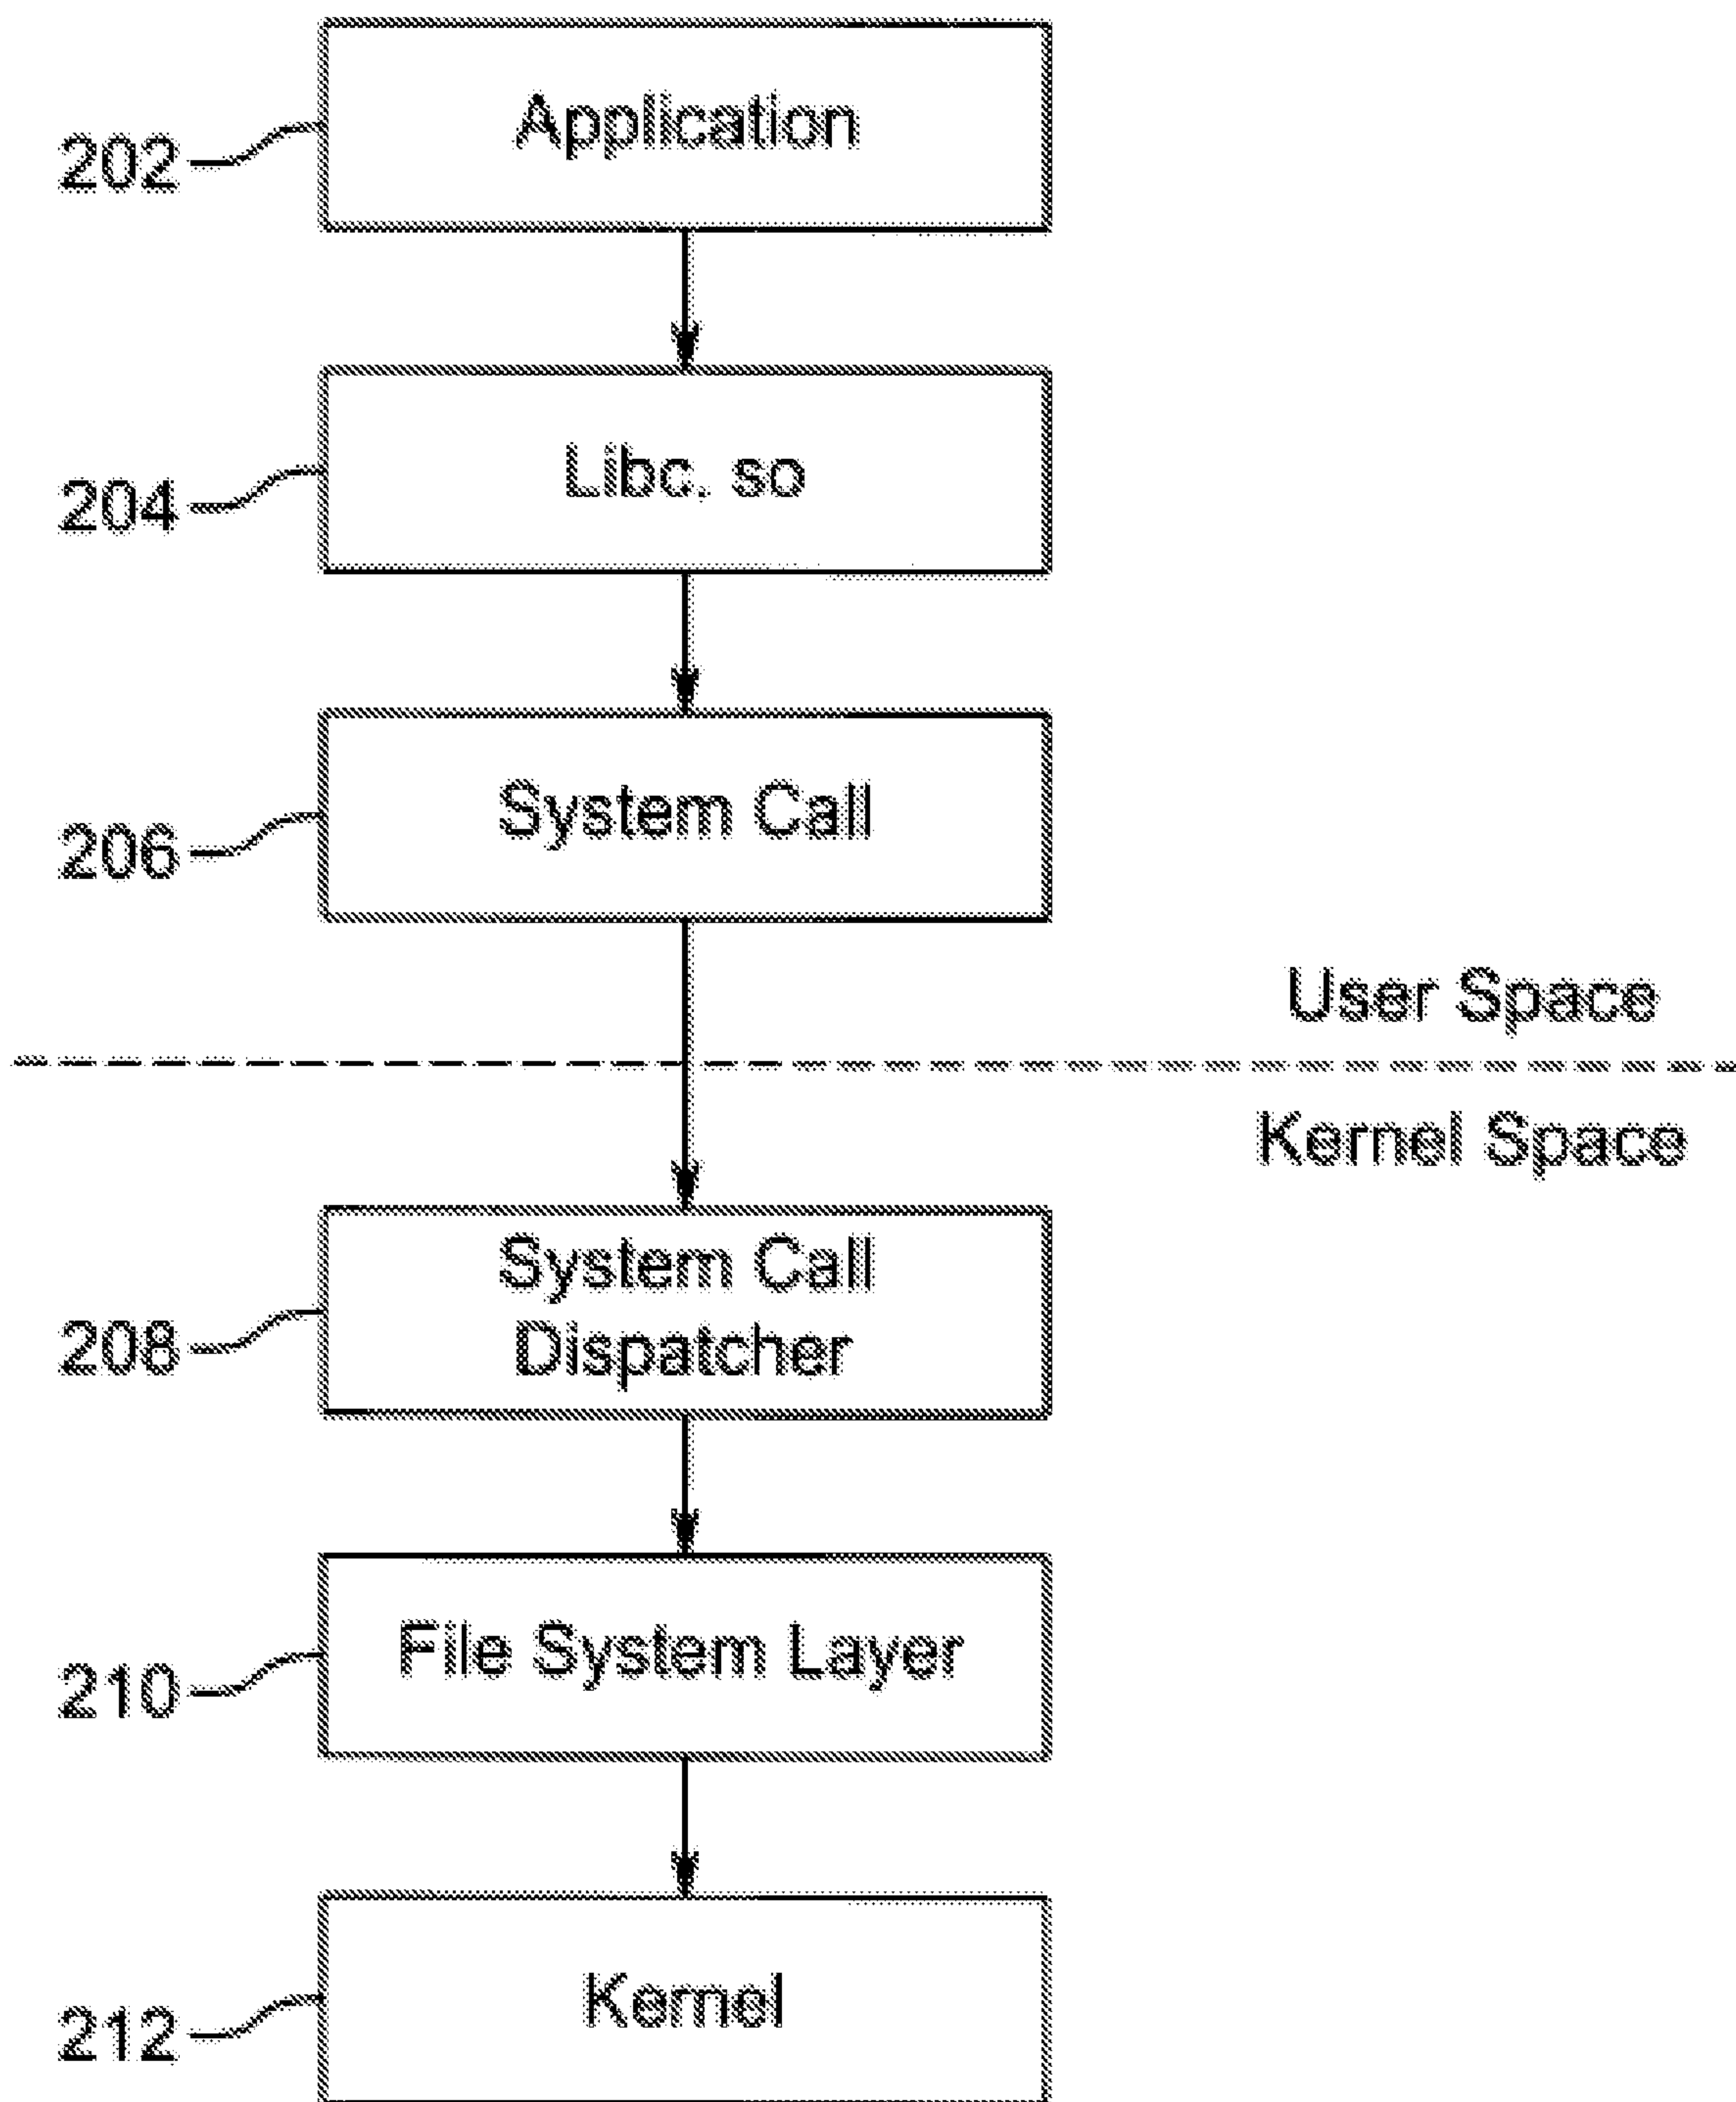 Application
202
Libc. so
204
System Call
206
User Space
Kernel Space
System Call
Dispatcher
208
File System Layer
210
Kernel
212